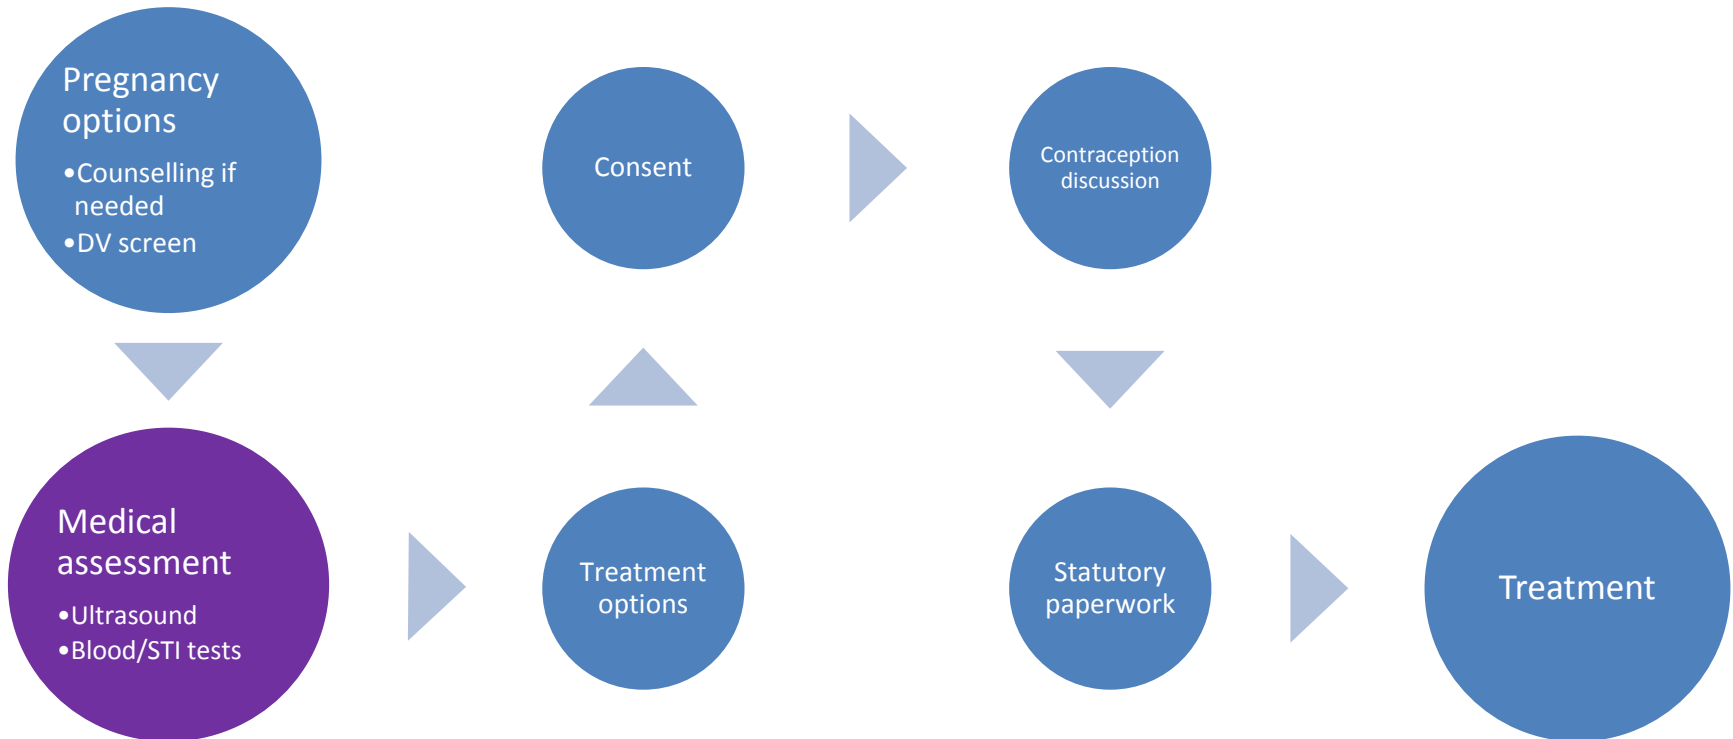 Pregnancy
options
•Counselling if
needed
•DV screen
Medical
assessment
•Ultrasound
•Blood/STI tests
Treatment
options
Consent
Contraception
discussion
Statutory
paperwork
Treatment